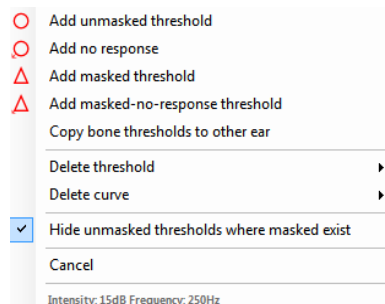 Add unmasked threshold
Add no response
Add masked threshold
Add masked-no-response threshold
Copy bone thresholds to other ear
Delete threshold
Delete curve
Hide unmasked thresholds where masked exist
Cancel
Intensity: 15dB Frequency: 250Hz